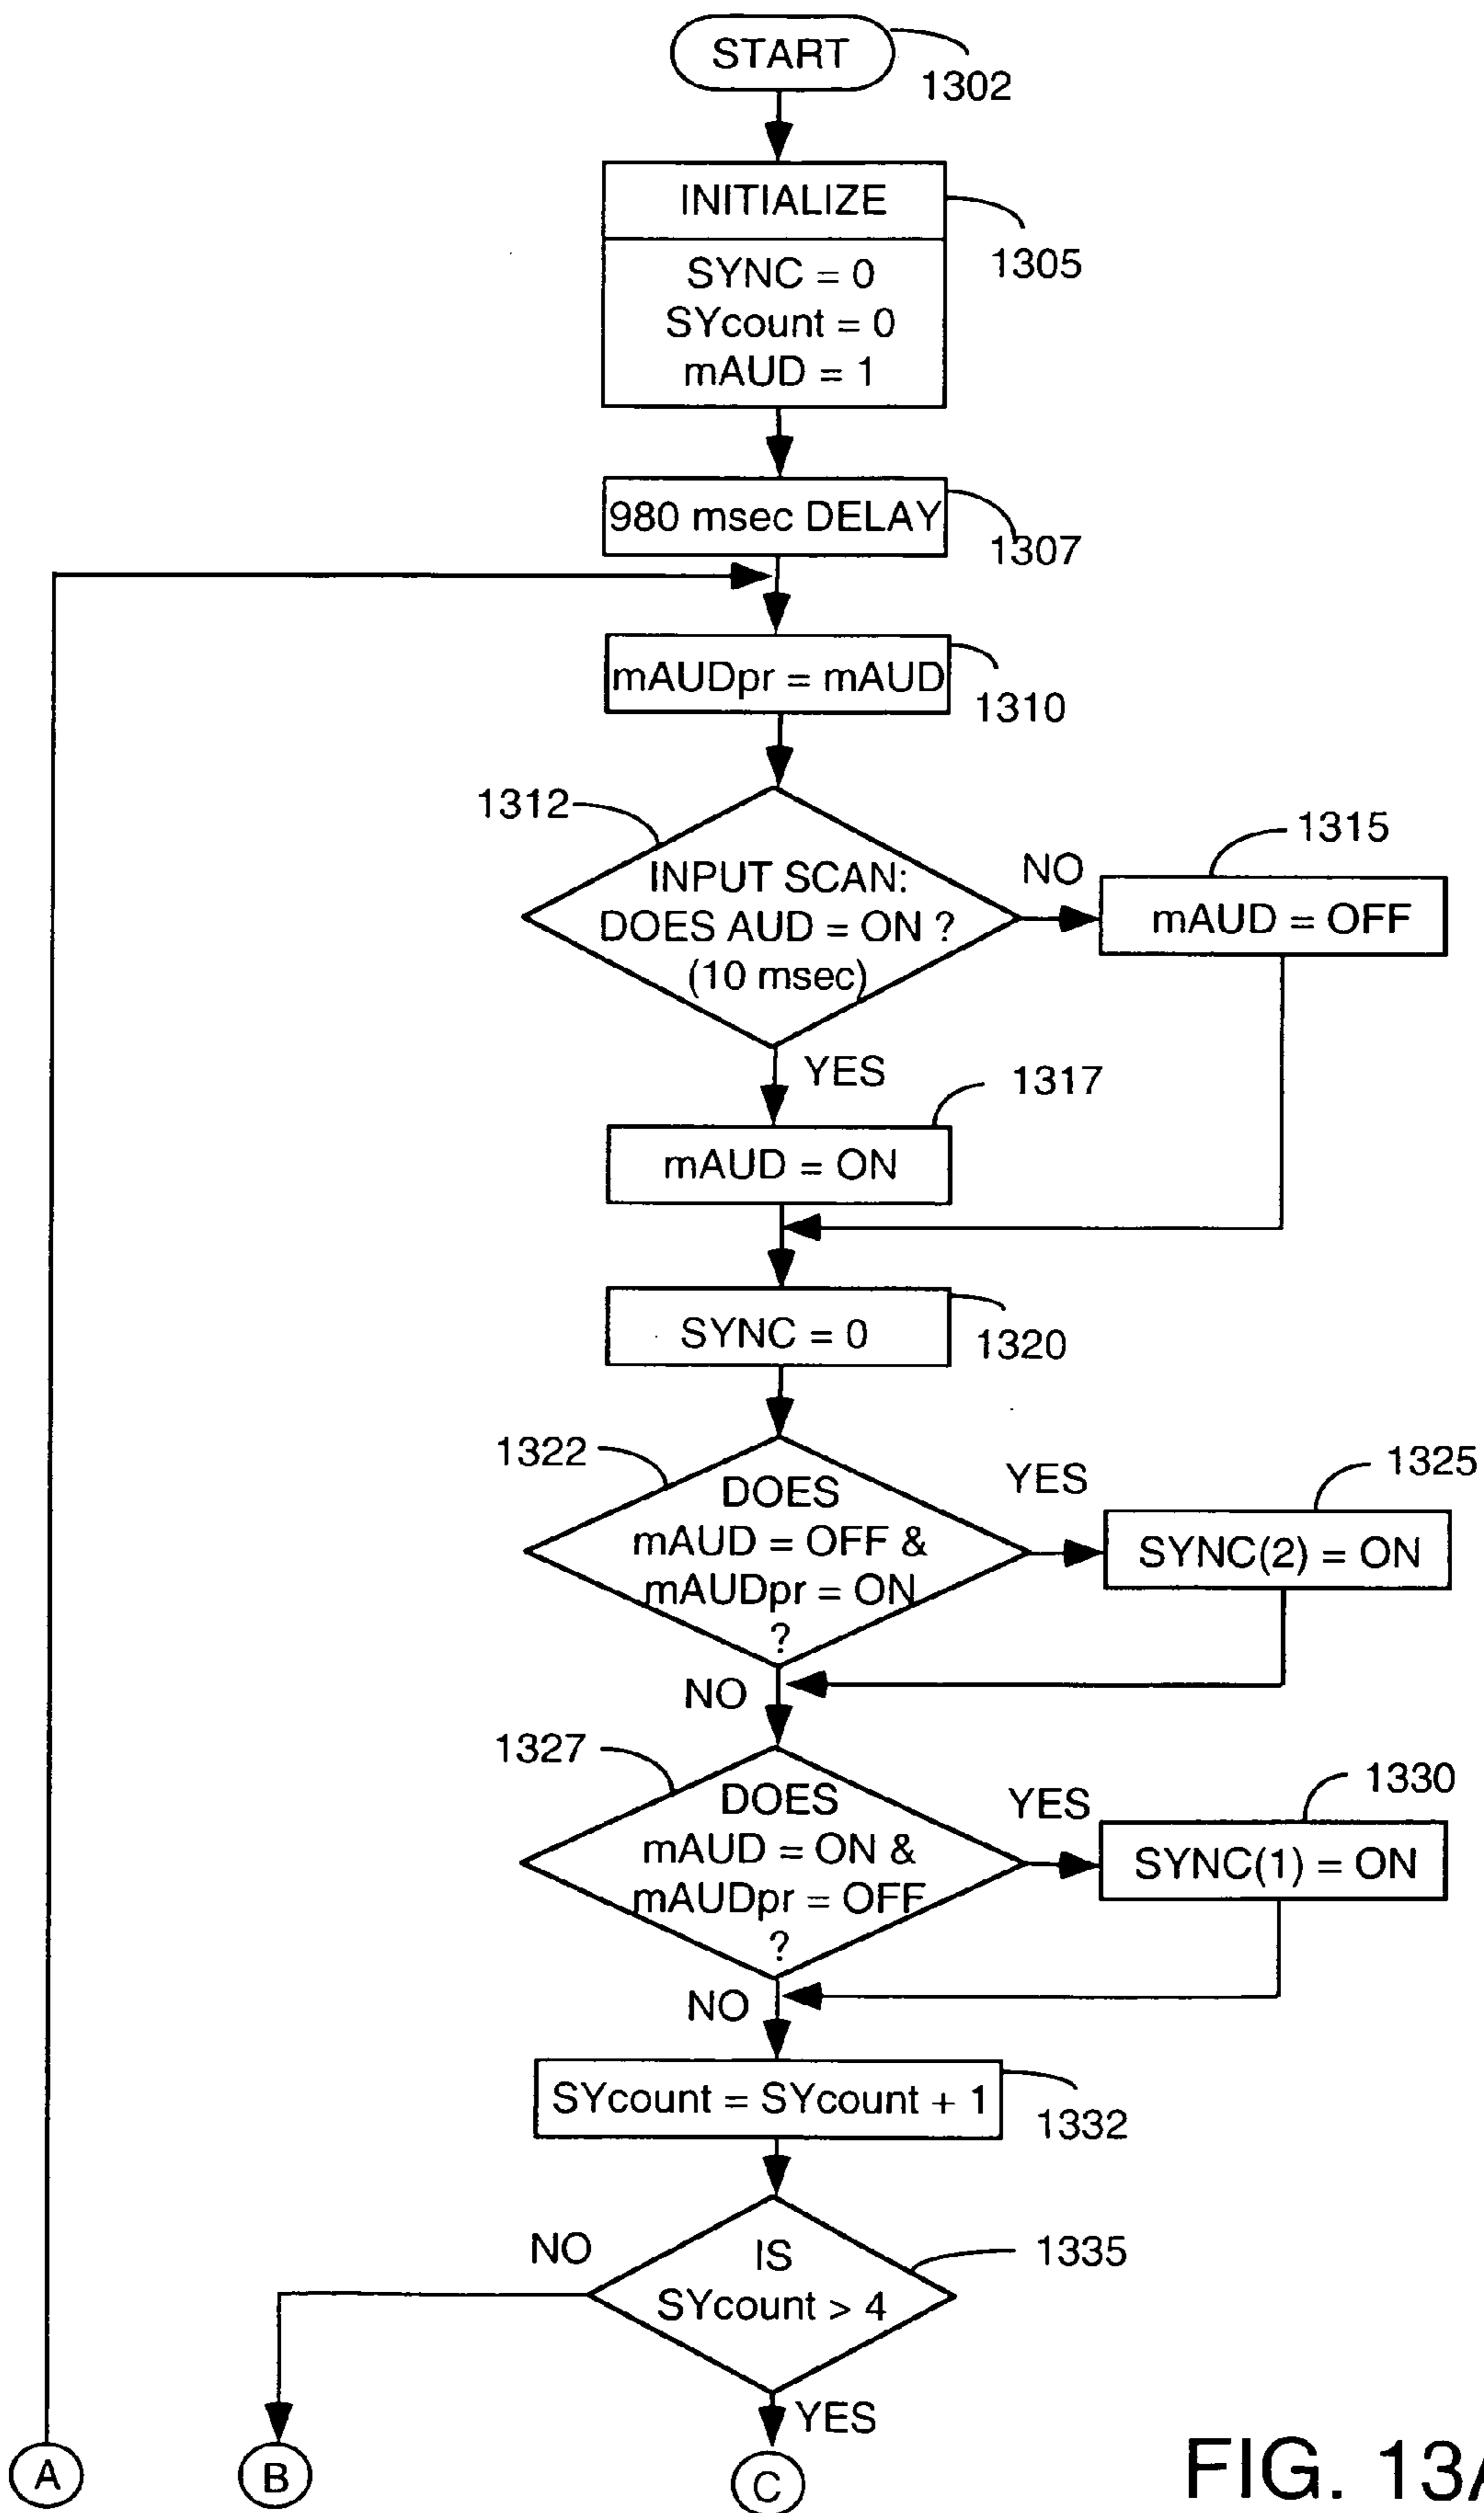 START
1302
INITIALIZE
1305
SYNC = 0
SYcount = 0
mAUD = 1
980 msec DELAY
1307
mAUDpr = mAUD
1310
1312
INPUT SCAN:
DOES AUD = ON ?
(10 msec)
NO
1315
mAUD = OFF
YES
1317
mAUD = ON
SYNC = 0
1320
1322
DOES
mAUD = OFF &
mAUDpr = ON
?
YES
1325
SYNC(2) = ON
NO
1327
DOES
mAUD = ON &
mAUDpr = OFF
?
YES
1330
SYNC(1) = ON
NO
SYcount = SYcount + 1
1332
NO
IS
SYcount > 4
1335
YES
A
B
C
FIG. 13A